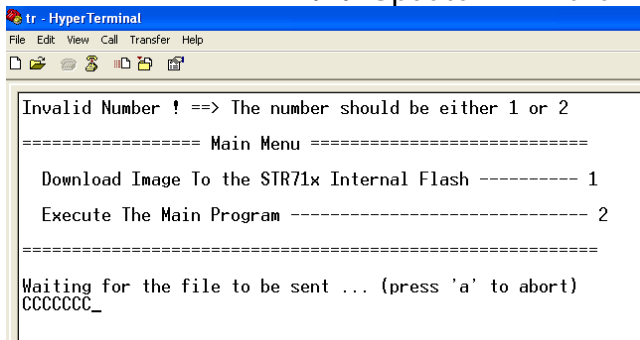 tr - HyperTerminal
File Edit View Call Transfer Help
Invalid Number ! ==> The number should be either 1 or 2
================== Main Menu ============================
Download Image To the STR71x Internal Flash ---------- 1
Execute The Main Program ------------------------------ 2
==========================================================
Waiting for the file to be sent ... (press 'a' to abort)
CCCCCCC_